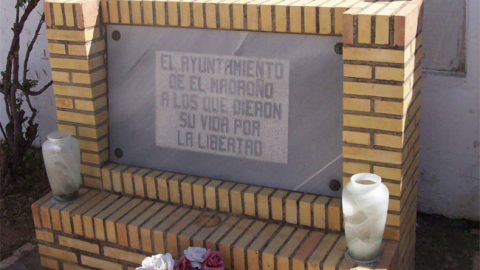 EL AYUNTAMIENTO
DE EL MADROÑO
A LOS QUE DIERON
SU VIDA POR
LA LIBERTAD